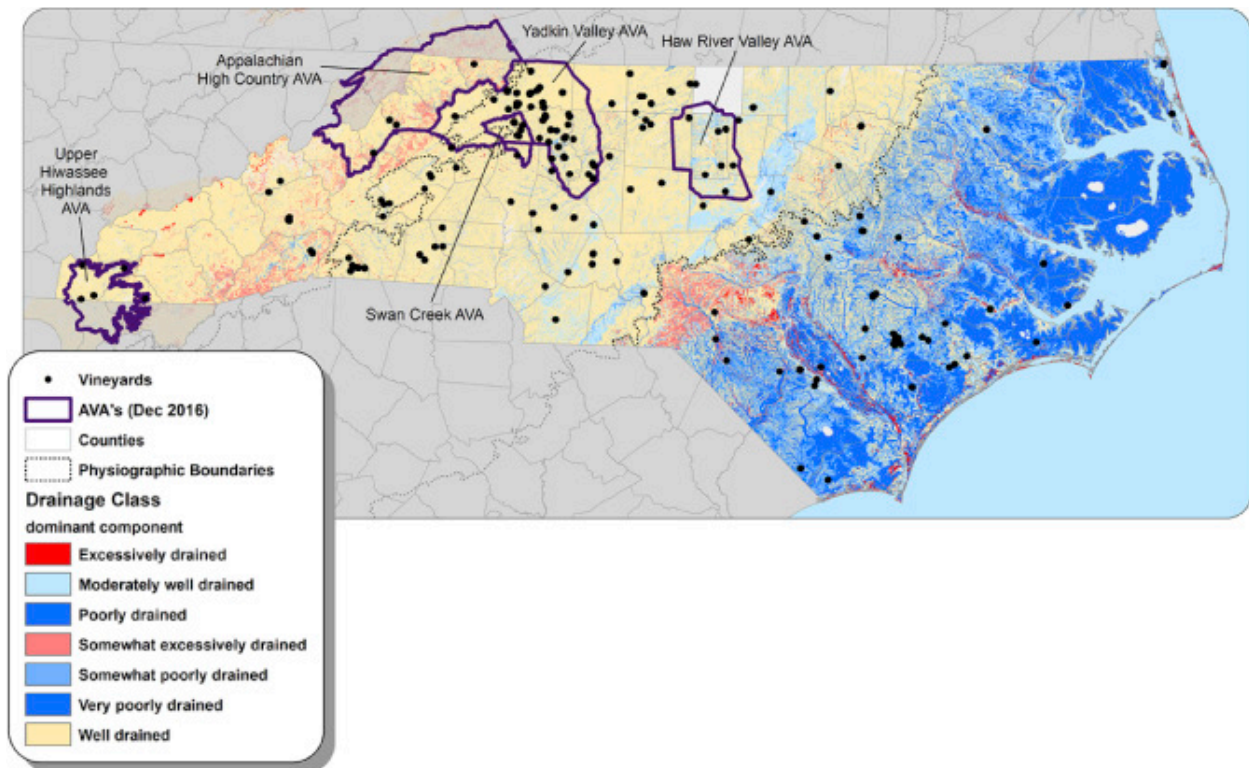 Yadkin Valley AVA
Haw River Valley AVA
Appalachian
High Country AVA
Upper
Hiwassee
Highlands
AVA
Swan Creek AVA
Vineyards
AVA's (Dec 2016)
Counties
Physiographic Boundaries
Drainage Class
dominant component
Excessively drained
Moderately well drained
Poorly drained
Somewhat excessively drained
Somewhat poorly drained
Very poorly drained
Well drained